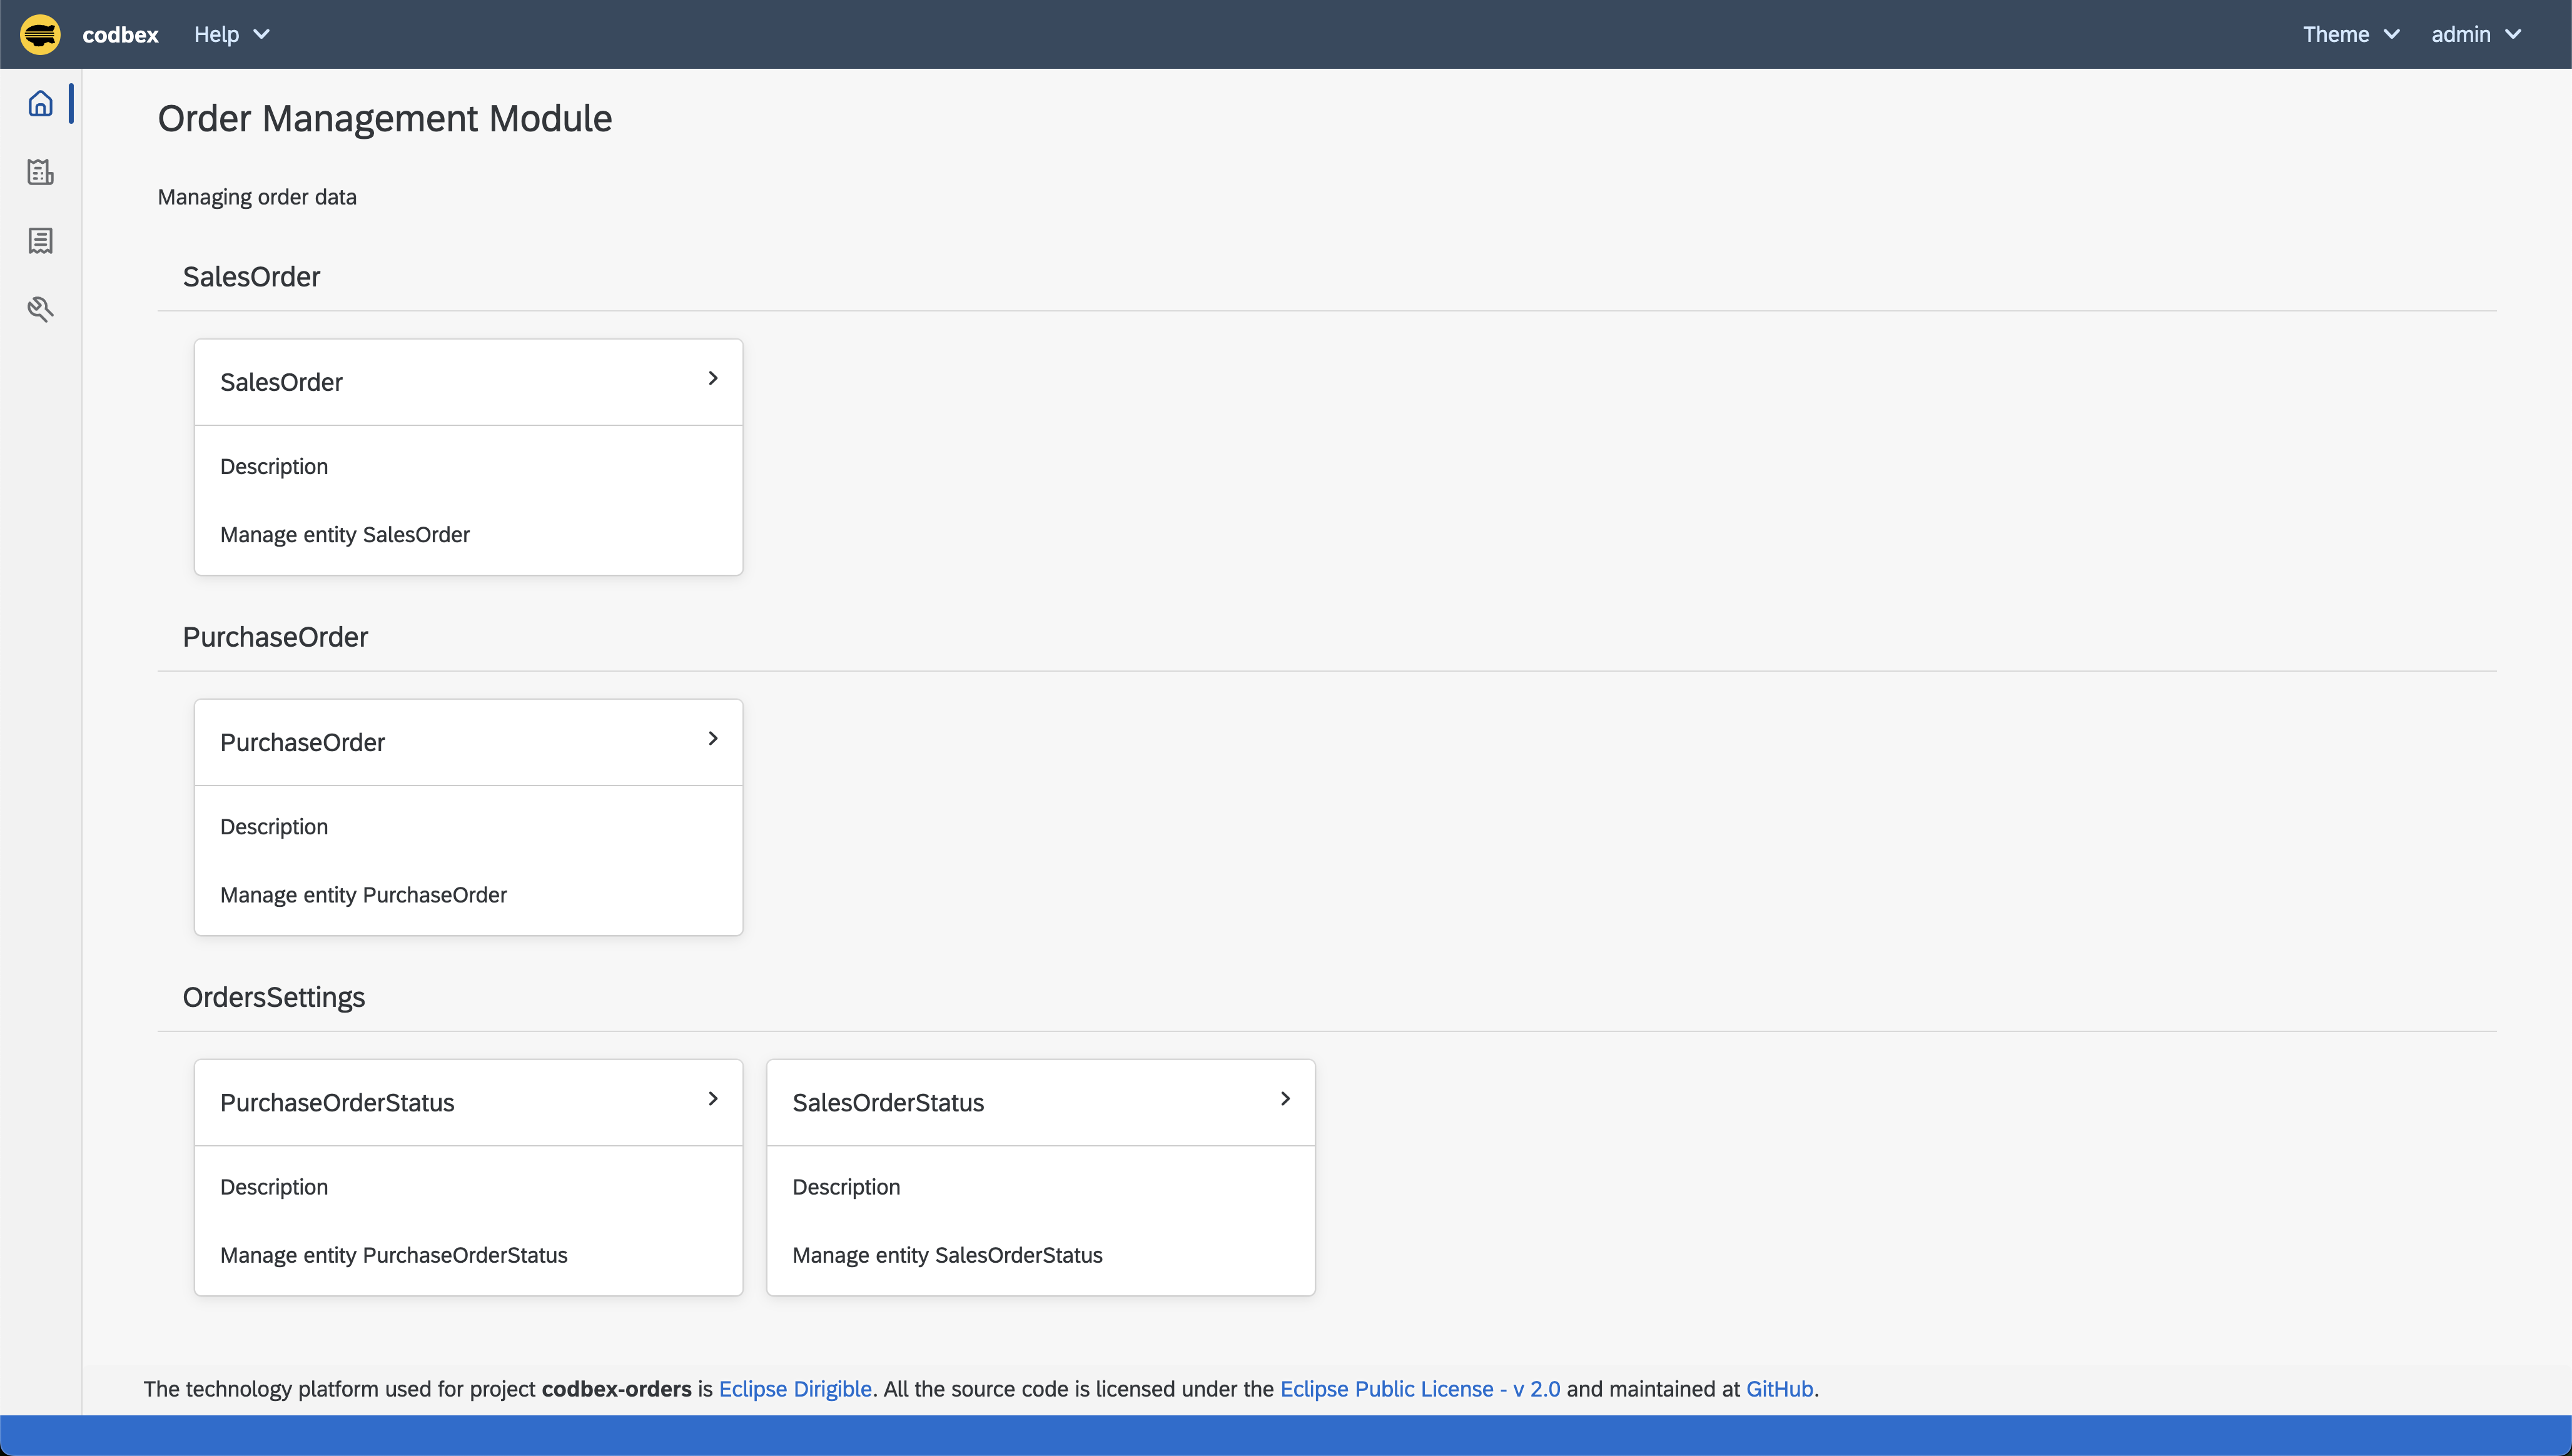 codbex Help Theme admin
Order Management Module
Managing order data
SalesOrder
SalesOrder
Description
Manage entity SalesOrder
PurchaseOrder
PurchaseOrder
Description
Manage entity PurchaseOrder
OrdersSettings
PurchaseOrderStatus
Description
Manage entity PurchaseOrderStatus
SalesOrderStatus
Description
Manage entity SalesOrderStatus
The technology platform used for project codbex-orders is Eclipse Dirigible. All the source code is licensed under the Eclipse Public License - v 2.0 and maintained at GitHub.